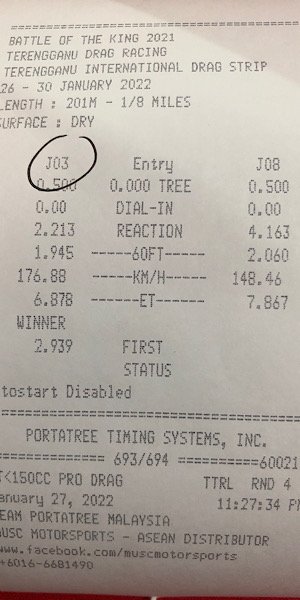 BATTLE OF THE KING 2021
TERENGGANU DRAG RACING
TERENGGANU INTERNATIONAL DRAG STRIP
26 - 30 JANUARY 2022
LENGTH : 201M - 1/8 MILES
SURFACE : DRY
J03 Entry J08
0.500 0.000 TREE 0.500
0.00 DIAL-IN 0.00
2.213 REACTION 4.163
1.945 -----60FT----- 2.060
176.88 ------KM/H------ 148.46
6.878 ------ET------ 7.867
WINNER
2.939 FIRST
STATUS
tostart Disabled
PORTATREE TIMING SYSTEMS, INC.
============ 693/694 ==========60021
T<150CC PRO DRAG TTRL RND 4
anuary 27, 2022 11:27:34 P
EAM PORTATREE MALAYSIA
MUSC MOTORSPORTS - ASEAN DISTRIBUTOR
www.facebook.com/muscmotorsports
+6016-6681490